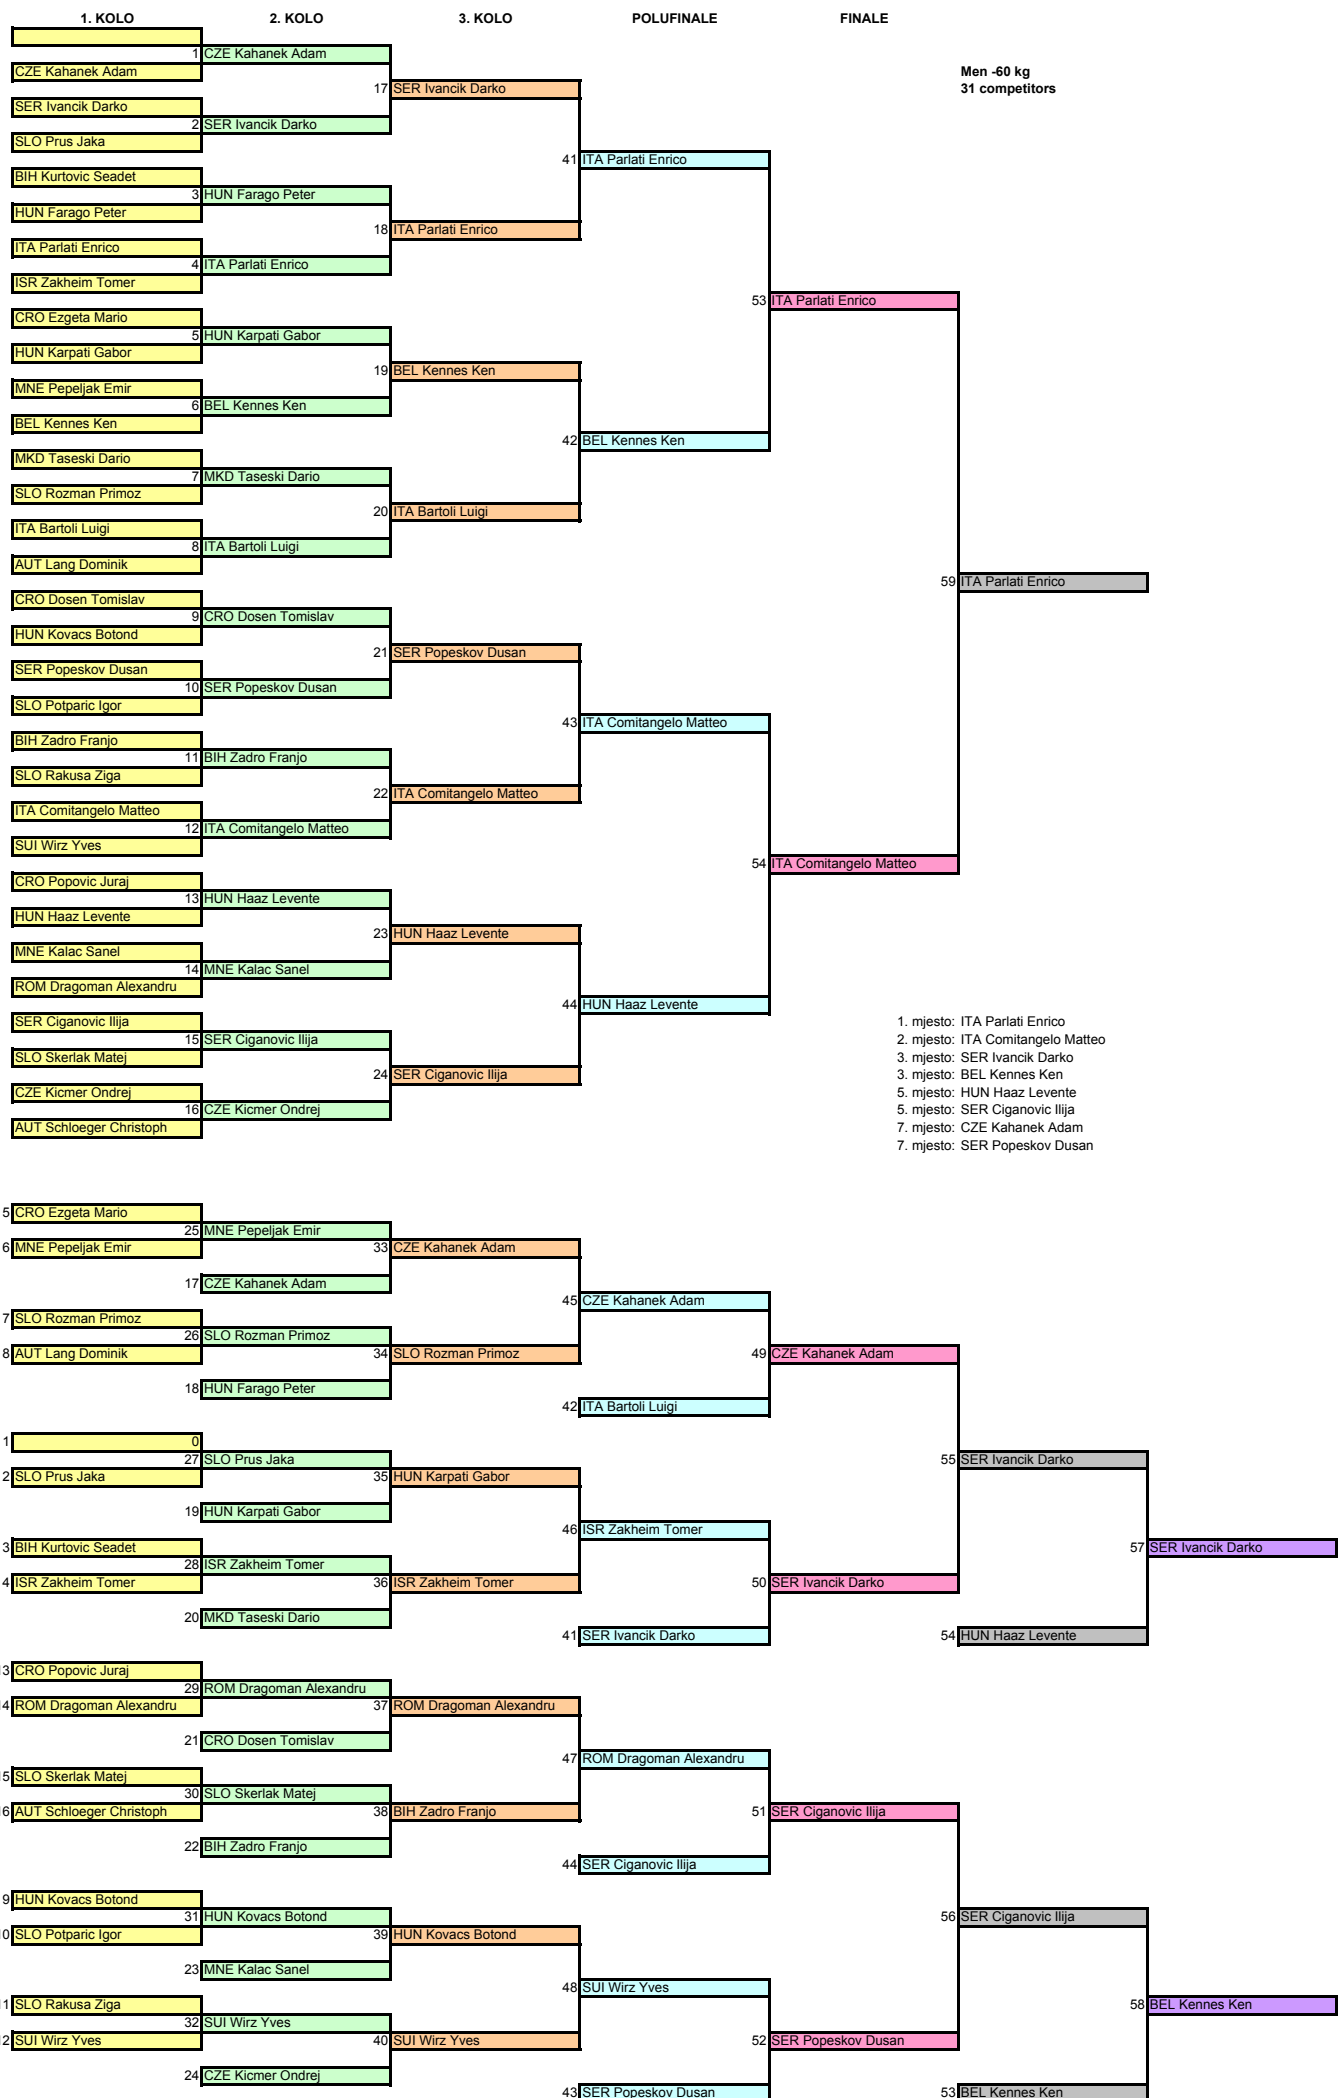 1. KOLO 2. KOLO 3. KOLO POLUFINALE FINALE
1 CZE Kahanek Adam
CZE Kahanek Adam Men -60 kg
17 SER Ivancik Darko 31 competitors
SER Ivancik Darko
2 SER Ivancik Darko
SLO Prus Jaka
41 ITA Parlati Enrico
BIH Kurtovic Seadet
3 HUN Farago Peter
HUN Farago Peter
18 ITA Parlati Enrico
ITA Parlati Enrico
4 ITA Parlati Enrico
ISR Zakheim Tomer
53 ITA Parlati Enrico
CRO Ezgeta Mario
5 HUN Karpati Gabor
HUN Karpati Gabor
19 BEL Kennes Ken
MNE Pepeljak Emir
6 BEL Kennes Ken
BEL Kennes Ken
42 BEL Kennes Ken
MKD Taseski Dario
7 MKD Taseski Dario
SLO Rozman Primoz
20 ITA Bartoli Luigi
ITA Bartoli Luigi
8 ITA Bartoli Luigi
AUT Lang Dominik
59 ITA Parlati Enrico
CRO Dosen Tomislav
9 CRO Dosen Tomislav
HUN Kovacs Botond
21 SER Popeskov Dusan
SER Popeskov Dusan
10 SER Popeskov Dusan
SLO Potparic Igor
43 ITA Comitangelo Matteo
BIH Zadro Franjo
11 BIH Zadro Franjo
SLO Rakusa Ziga
22 ITA Comitangelo Matteo
ITA Comitangelo Matteo
12 ITA Comitangelo Matteo
SUI Wirz Yves
54 ITA Comitangelo Matteo
CRO Popovic Juraj
13 HUN Haaz Levente
HUN Haaz Levente
23 HUN Haaz Levente
MNE Kalac Sanel
14 MNE Kalac Sanel
ROM Dragoman Alexandru
44 HUN Haaz Levente
SER Ciganovic Ilija 1. mjesto: ITA Parlati Enrico
15 SER Ciganovic Ilija 2. mjesto: ITA Comitangelo Matteo
SLO Skerlak Matej 3. mjesto: SER Ivancik Darko
24 SER Ciganovic Ilija 3. mjesto: BEL Kennes Ken
CZE Kicmer Ondrej 5. mjesto: HUN Haaz Levente
16 CZE Kicmer Ondrej 5. mjesto: SER Ciganovic Ilija
AUT Schloeger Christoph 7. mjesto: CZE Kahanek Adam
7. mjesto: SER Popeskov Dusan
5 CRO Ezgeta Mario
25 MNE Pepeljak Emir
6 MNE Pepeljak Emir 33 CZE Kahanek Adam
17 CZE Kahanek Adam
45 CZE Kahanek Adam
7 SLO Rozman Primoz
26 SLO Rozman Primoz
8 AUT Lang Dominik 34 SLO Rozman Primoz 49 CZE Kahanek Adam
18 HUN Farago Peter
42 ITA Bartoli Luigi
1 0
27 SLO Prus Jaka 55 SER Ivancik Darko
2 SLO Prus Jaka 35 HUN Karpati Gabor
19 HUN Karpati Gabor
46 ISR Zakheim Tomer
3 BIH Kurtovic Seadet 57 SER Ivancik Darko
28 ISR Zakheim Tomer
4 ISR Zakheim Tomer 36 ISR Zakheim Tomer 50 SER Ivancik Darko
20 MKD Taseski Dario
41 SER Ivancik Darko 54 HUN Haaz Levente
3 CRO Popovic Juraj
29 ROM Dragoman Alexandru
4 ROM Dragoman Alexandru 37 ROM Dragoman Alexandru
21 CRO Dosen Tomislav
47 ROM Dragoman Alexandru
5 SLO Skerlak Matej
30 SLO Skerlak Matej
6 AUT Schloeger Christoph 38 BIH Zadro Franjo 51 SER Ciganovic Ilija
22 BIH Zadro Franjo
44 SER Ciganovic Ilija
9 HUN Kovacs Botond
31 HUN Kovacs Botond 56 SER Ciganovic Ilija
0 SLO Potparic Igor 39 HUN Kovacs Botond
23 MNE Kalac Sanel
48 SUI Wirz Yves
1 SLO Rakusa Ziga 58 BEL Kennes Ken
32 SUI Wirz Yves
2 SUI Wirz Yves 40 SUI Wirz Yves 52 SER Popeskov Dusan
24 CZE Kicmer Ondrej
43 SER Popeskov Dusan 53 BEL Kennes Ken